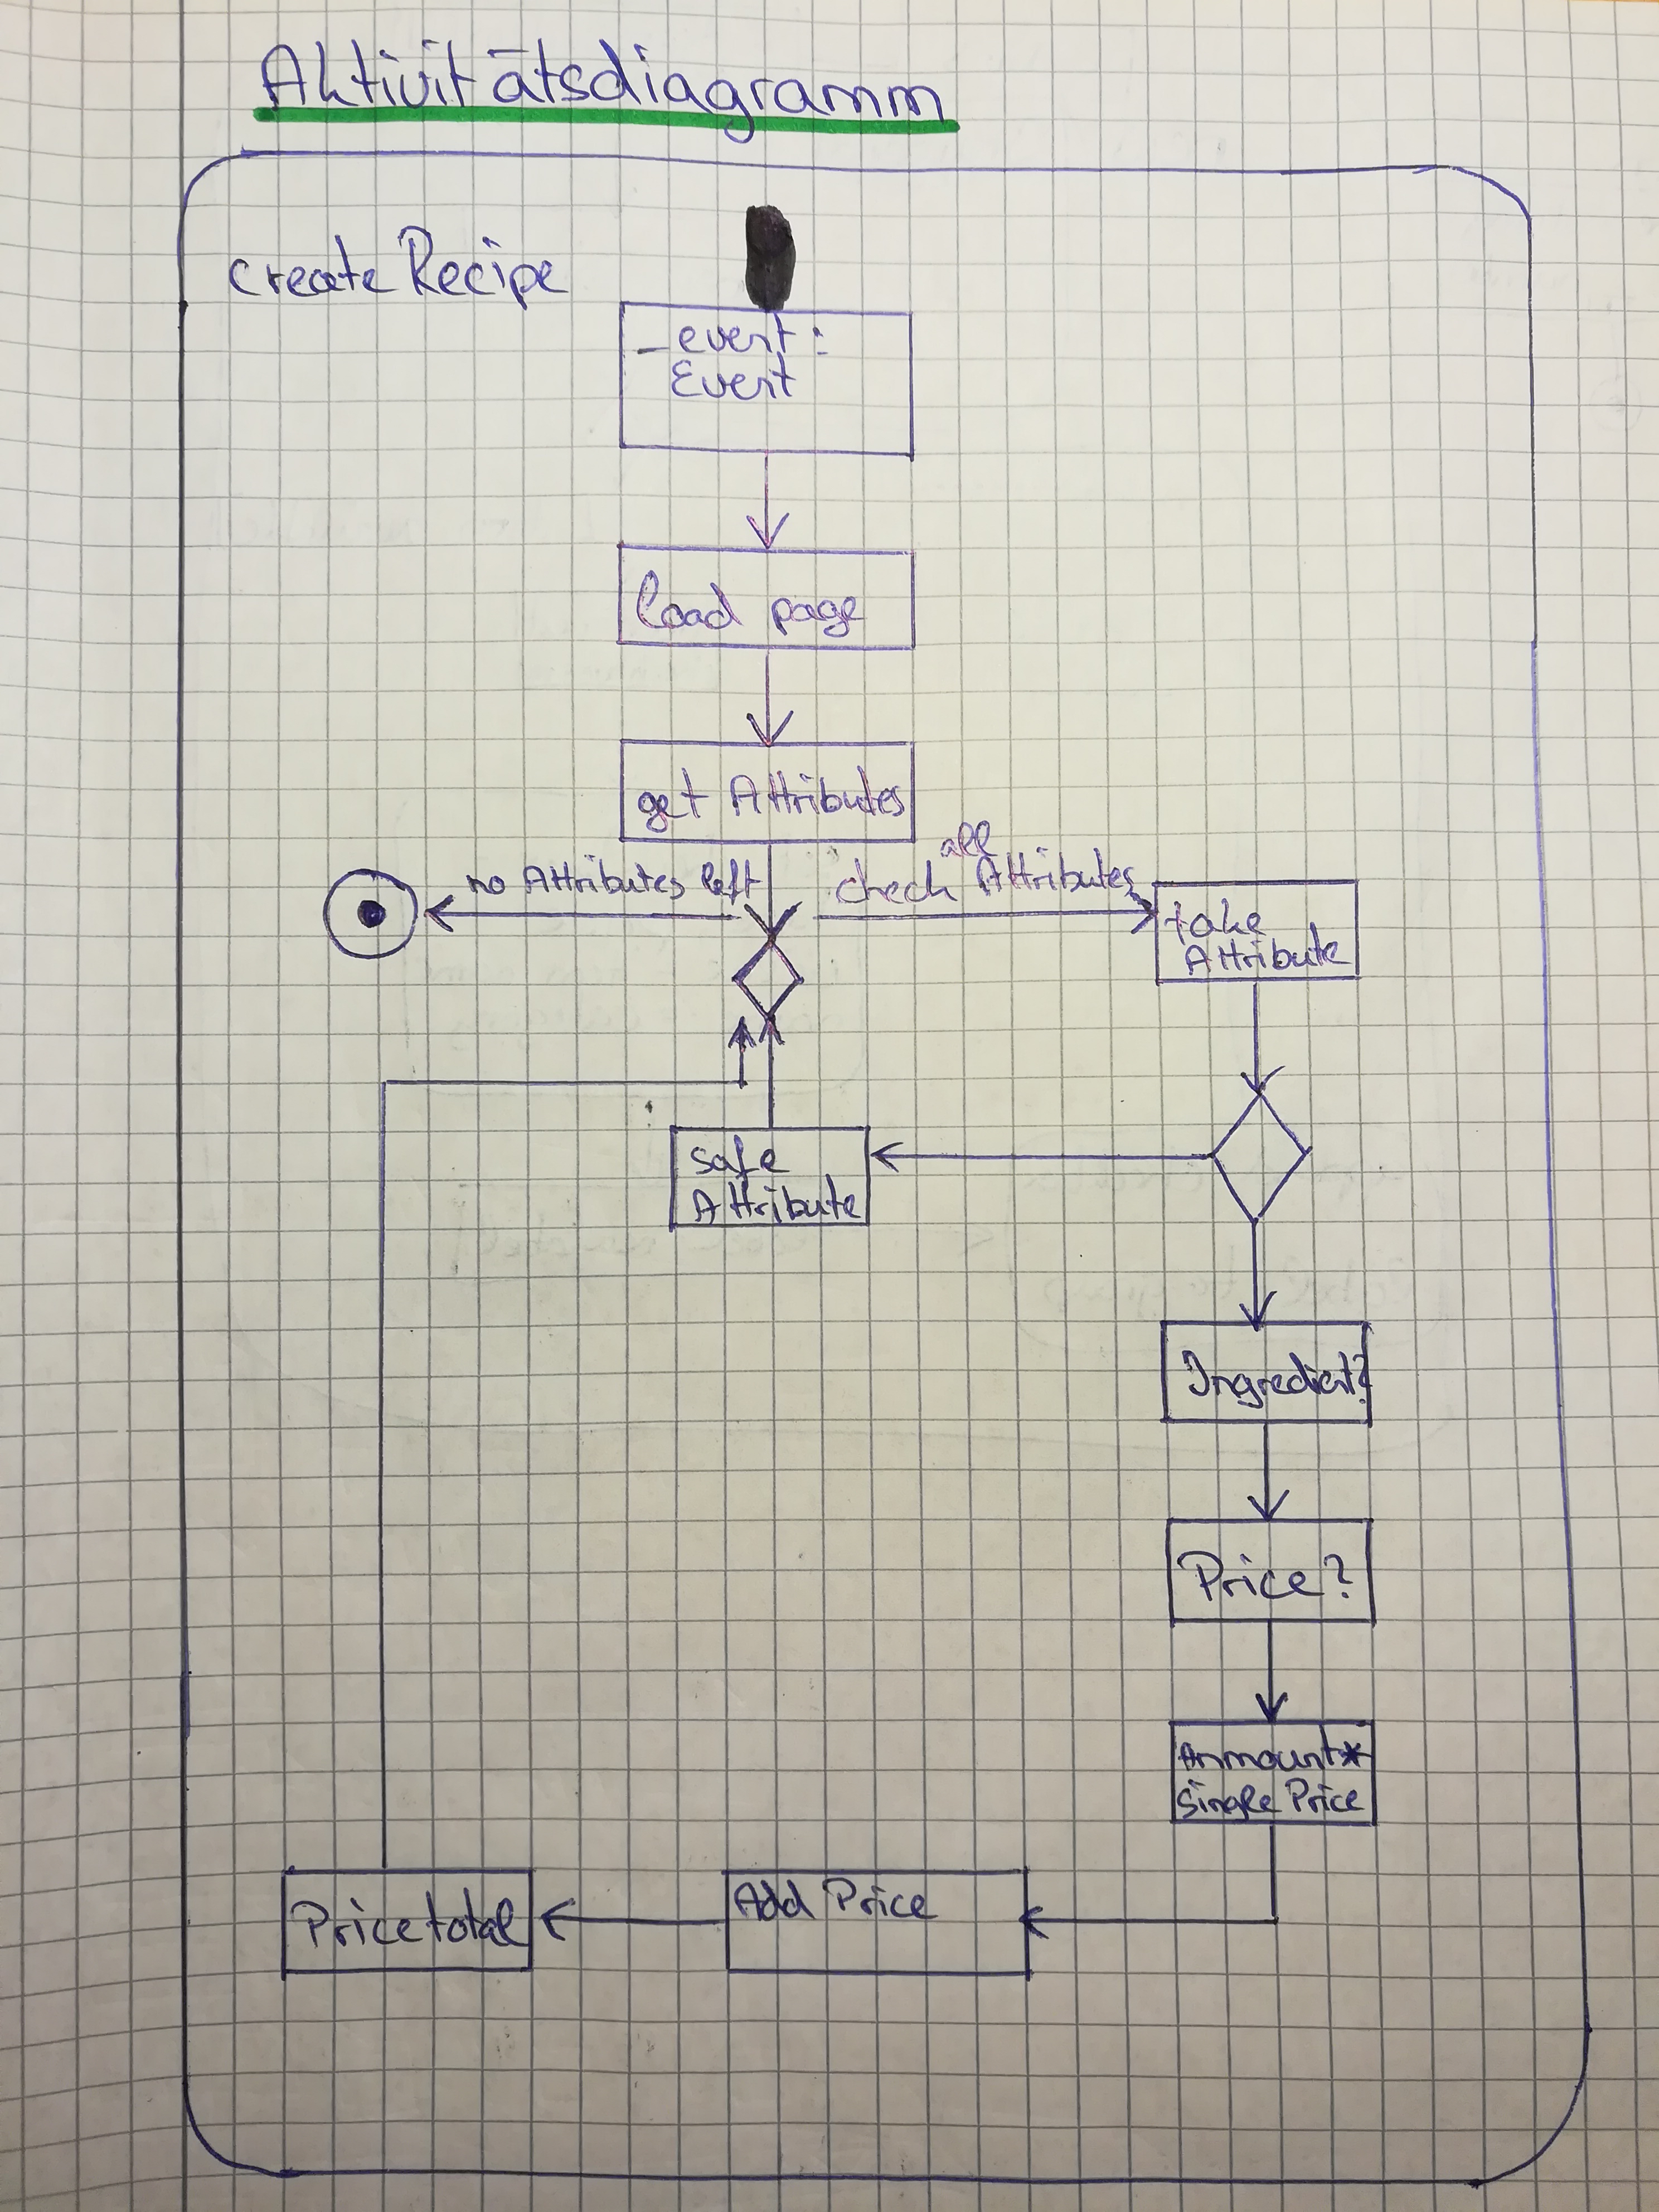 Aktivitätsdiagramm
create Recipe
_event:
Event
load page
get Attributes
no Attributes left
all
check Attributes
take
Attribute
safe
Attribute
Ingredient?
Price?
Anmount*
single Price
Add Price
Pricetotal